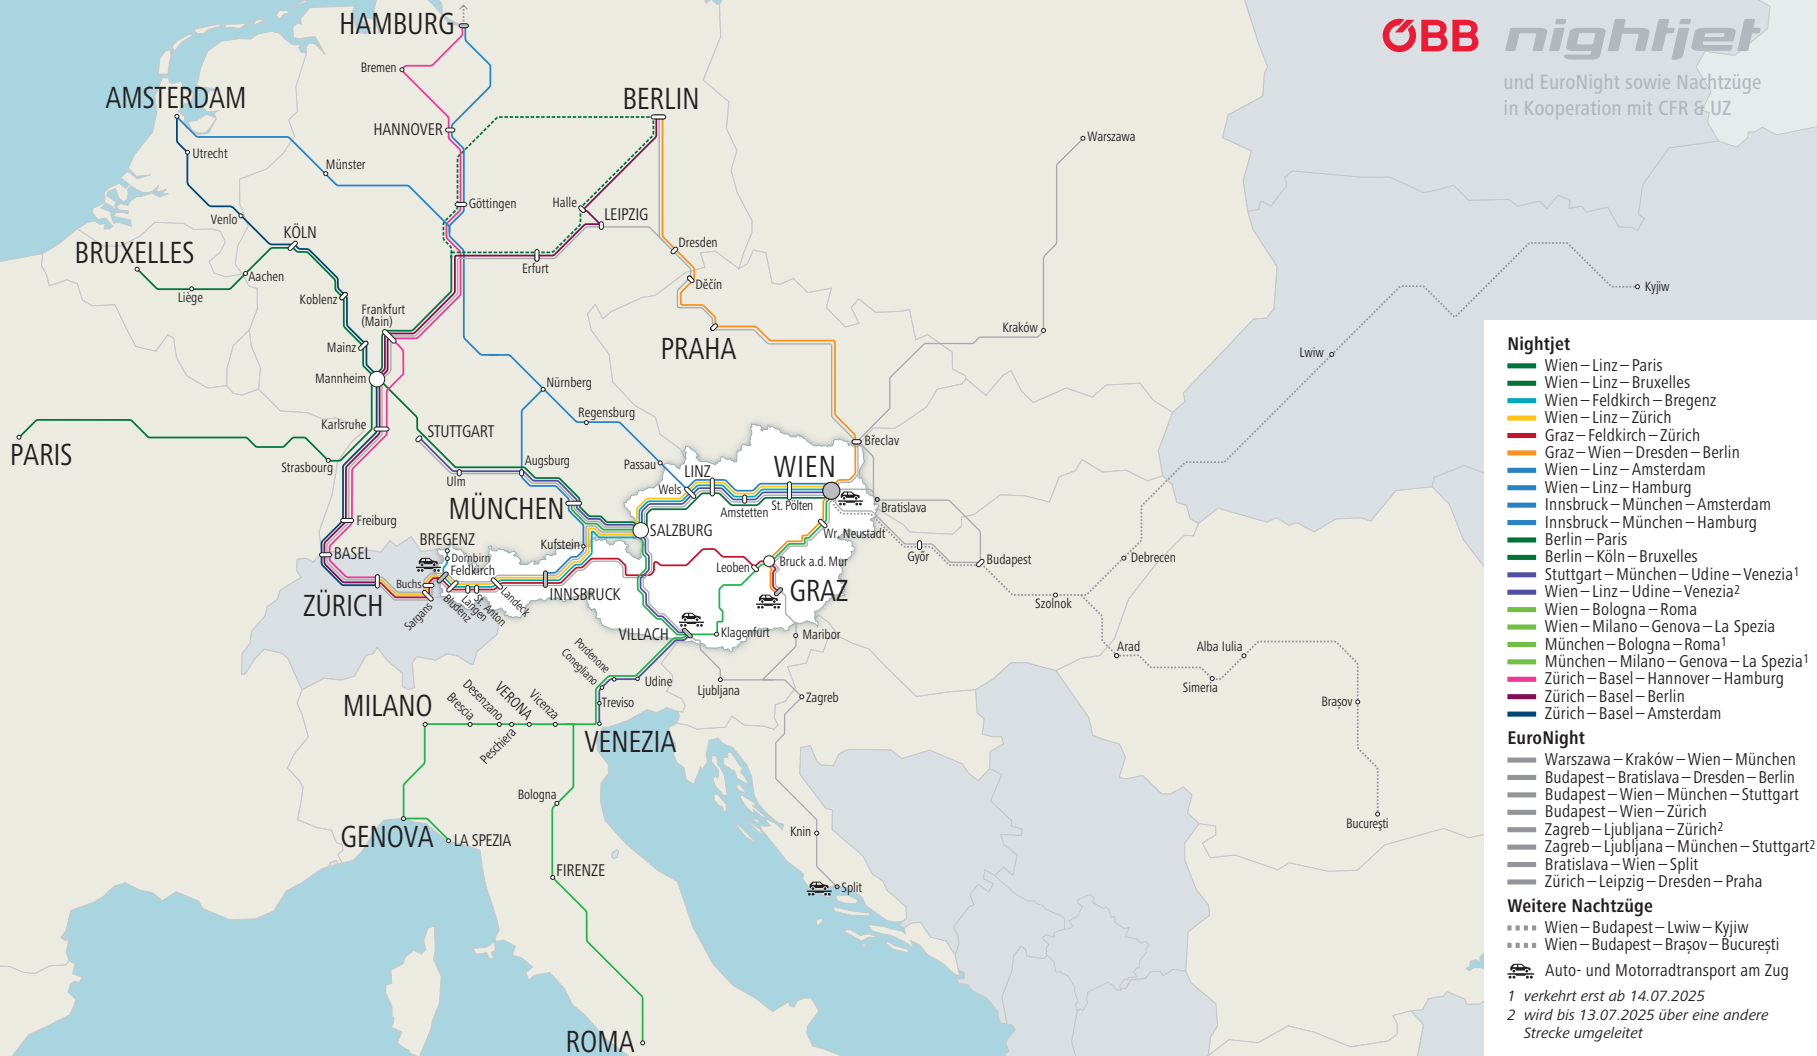 ÖBB nightjet
und EuroNight sowie Nachtzüge
in Kooperation mit CFR & UZ
HAMBURG
Bremen
AMSTERDAM
BERLIN
HANNOVER
Warszawa
Utrecht
Münster
Göttingen
Halle
LEIPZIG
Venlo
KÖLN
BRUXELLES
Dresden
Aachen
Erfurt
Děčín
Liège
Koblenz
Kyjiw
Frankfurt
(Main)
Kraków
Mainz
PRAHA
Lwiw
Mannheim
Nürnberg
Karlsruhe
Regensburg
STUTTGART
Břeclav
PARIS
Strasbourg
Augsburg
Passau
LINZ
WIEN
Ulm
Wels
Amstetten
St. Pölten
MÜNCHEN
Bratislava
Freiburg
SALZBURG
Wr. Neustadt
BREGENZ
Kufstein
BASEL
Dornbirn
Győr
Budapest
Debrecen
Feldkirch
Bruck a.d. Mur
Leoben
Buchs
GRAZ
INNSBRUCK
ZÜRICH
Sargans
Bludenz
Langen
St. Anton
Landeck
Szolnok
VILLACH
Klagenfurt
Maribor
Arad
Alba Iulia
Pordenone
Conegliano
Udine
Ljubljana
Simeria
Zagreb
Brașov
MILANO
Brescia
Desenzano
VERONA
Vicenza
Treviso
Peschiera
VENEZIA
Bologna
București
GENOVA
LA SPEZIA
Knin
FIRENZE
Split
ROMA
Nightjet
Wien – Linz – Paris
Wien – Linz – Bruxelles
Wien – Feldkirch – Bregenz
Wien – Linz – Zürich
Graz – Feldkirch – Zürich
Graz – Wien – Dresden – Berlin
Wien – Linz – Amsterdam
Wien – Linz – Hamburg
Innsbruck – München – Amsterdam
Innsbruck – München – Hamburg
Berlin – Paris
Berlin – Köln – Bruxelles
Stuttgart – München – Udine – Venezia¹
Wien – Linz – Udine – Venezia²
Wien – Bologna – Roma
Wien – Milano – Genova – La Spezia
München – Bologna – Roma¹
München – Milano – Genova – La Spezia¹
Zürich – Basel – Hannover – Hamburg
Zürich – Basel – Berlin
Zürich – Basel – Amsterdam
EuroNight
Warszawa – Kraków – Wien – München
Budapest – Bratislava – Dresden – Berlin
Budapest – Wien – München – Stuttgart
Budapest – Wien – Zürich
Zagreb – Ljubljana – Zürich²
Zagreb – Ljubljana – München – Stuttgart²
Bratislava – Wien – Split
Zürich – Leipzig – Dresden – Praha
Weitere Nachtzüge
Wien – Budapest – Lwiw – Kyjiw
Wien – Budapest – Brașov – București
Auto- und Motorradtransport am Zug
1 verkehrt erst ab 14.07.2025
2 wird bis 13.07.2025 über eine andere
Strecke umgeleitet